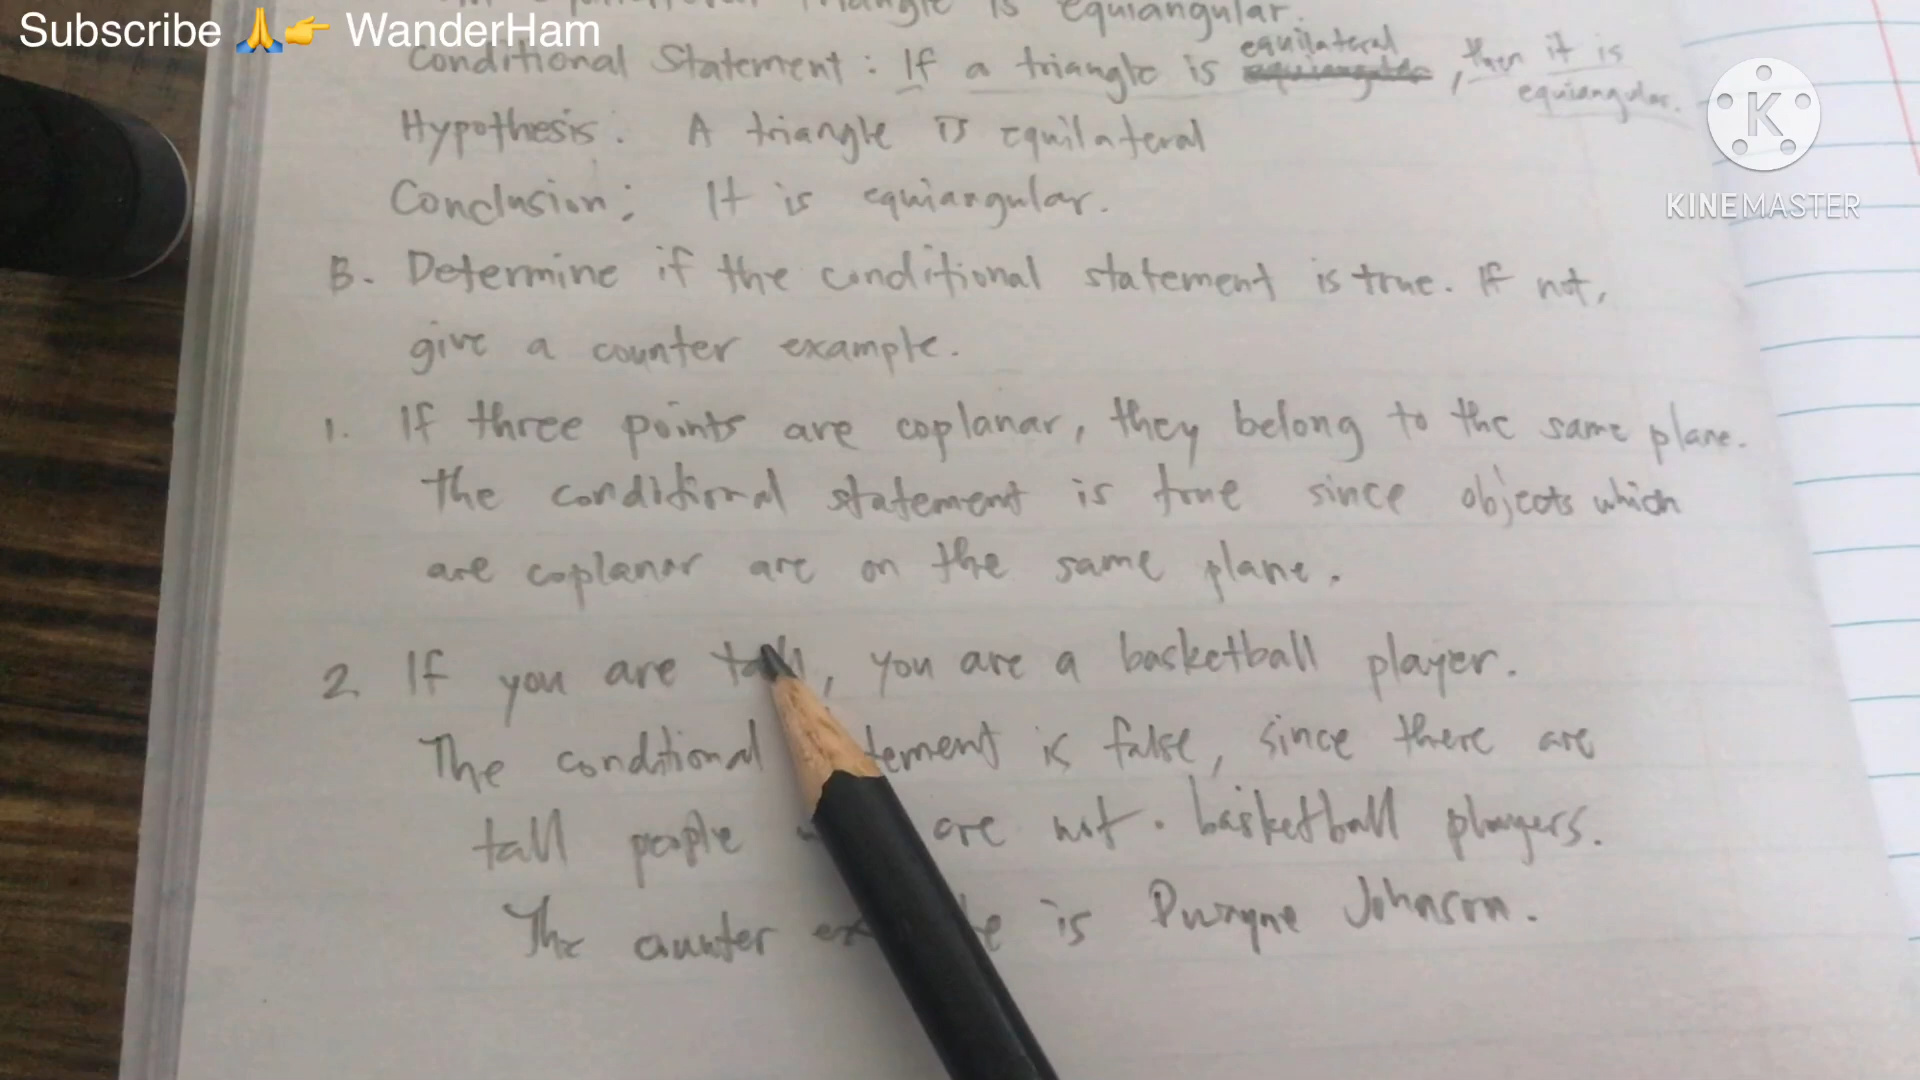 Subscribe 🙏👉 WanderHam
triangle is equiangular.
Conditional Statement : If a triangle is equilateral, then it is
equiangular.
KINEMASTER
Hypothesis: A triangle is equilateral
Conclusion: It is equiangular.
B. Determine if the conditional statement is true. If not,
give a counter example.
1. If three points are coplanar, they belong to the same plane.
The conditional statement is true since objects which
are coplanar are on the same plane.
2. If you are tall, you are a basketball player.
The conditional tement is false, since there are
tall people are not basketball players.
The counter is Dwayne Johnson.